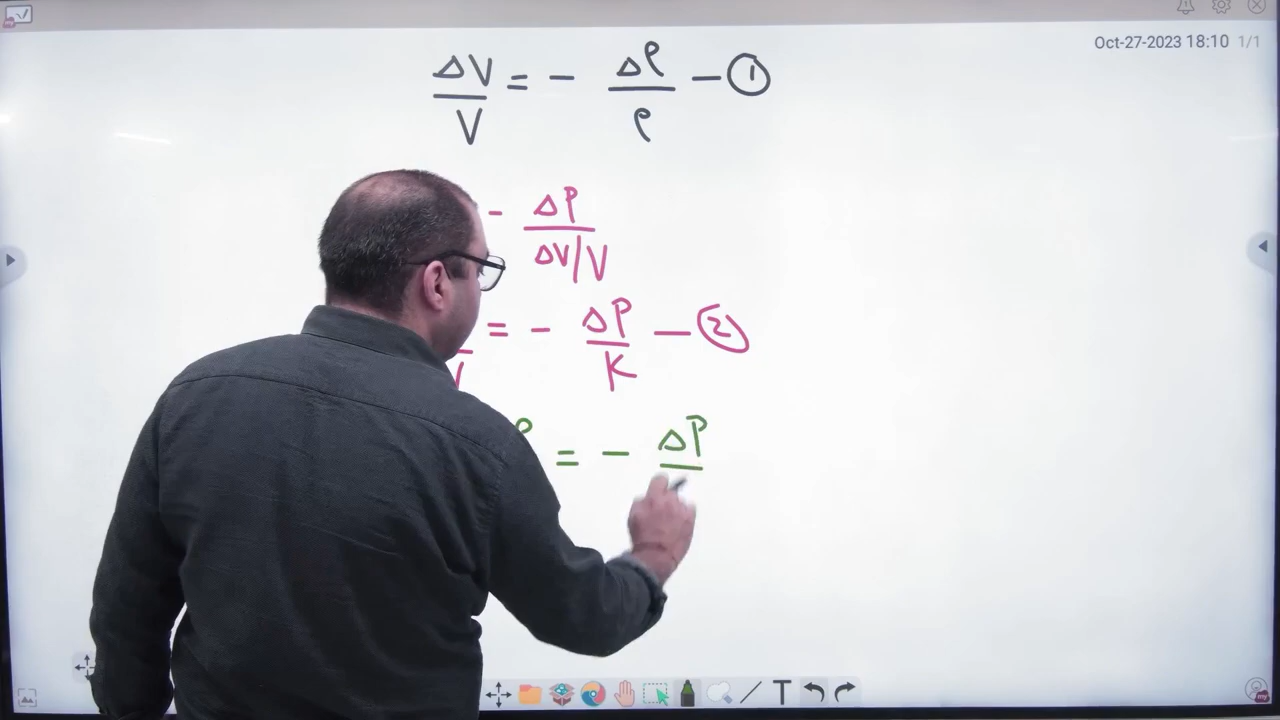 Oct-27-2023 18:10 1/1
ΔV/V = - Δρ/ρ - ①
- ΔP/(ΔV/V)
= - ΔP/K - ②
ρ = - ΔP
T